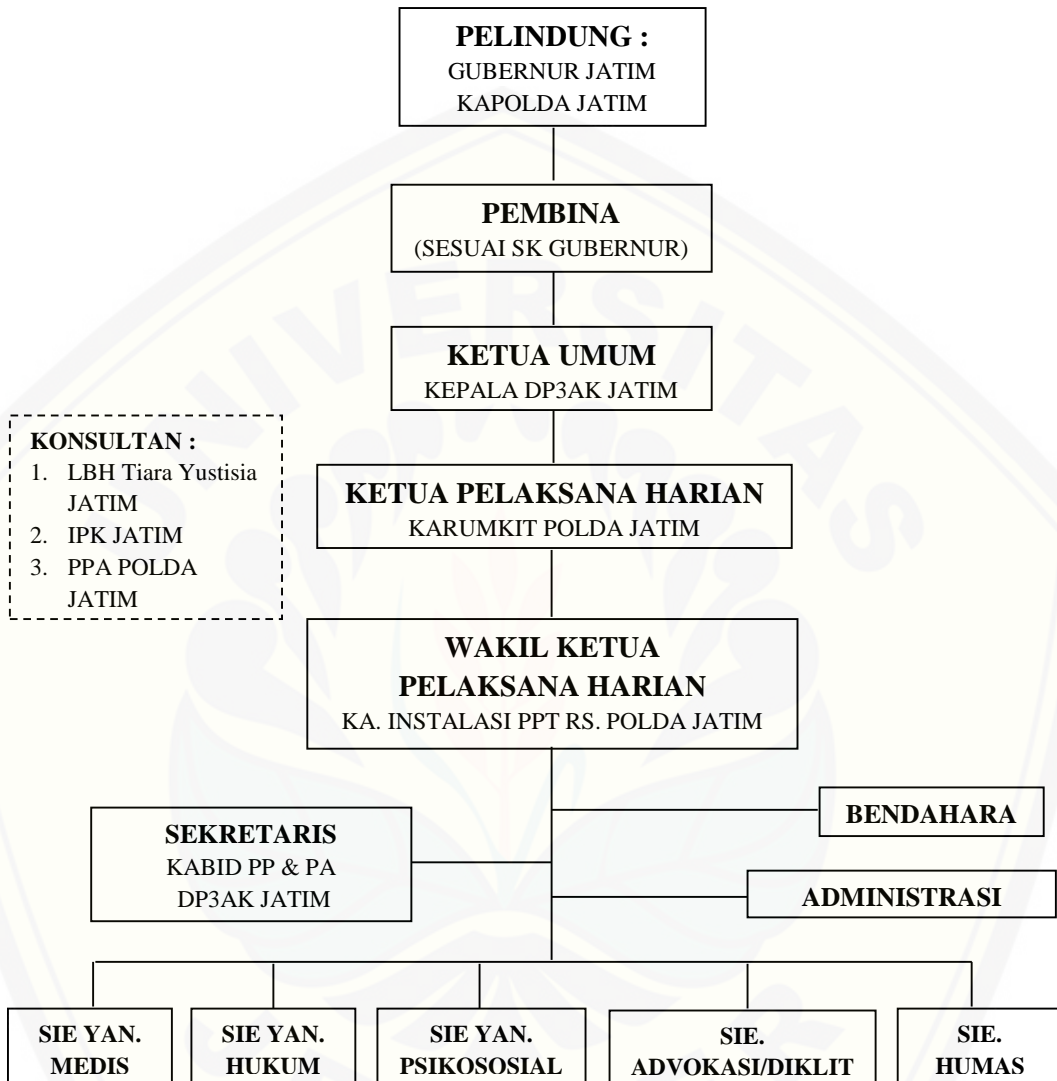 PELINDUNG :
GUBERNUR JATIM
KAPOLDA JATIM
PEMBINA
(SESUAI SK GUBERNUR)
KETUA UMUM
KEPALA DP3AK JATIM
KONSULTAN :
1. LBH Tiara Yustisia
JATIM
2. IPK JATIM
3. PPA POLDA
JATIM
KETUA PELAKSANA HARIAN
KARUMKIT POLDA JATIM
WAKIL KETUA
PELAKSANA HARIAN
KA. INSTALASI PPT RS. POLDA JATIM
BENDAHARA
SEKRETARIS
KABID PP & PA
DP3AK JATIM
ADMINISTRASI
SIE YAN.
MEDIS
SIE YAN.
HUKUM
SIE YAN.
PSIKOSOSIAL
SIE.
ADVOKASI/DIKLIT
SIE.
HUMAS
UNIVERSITAS